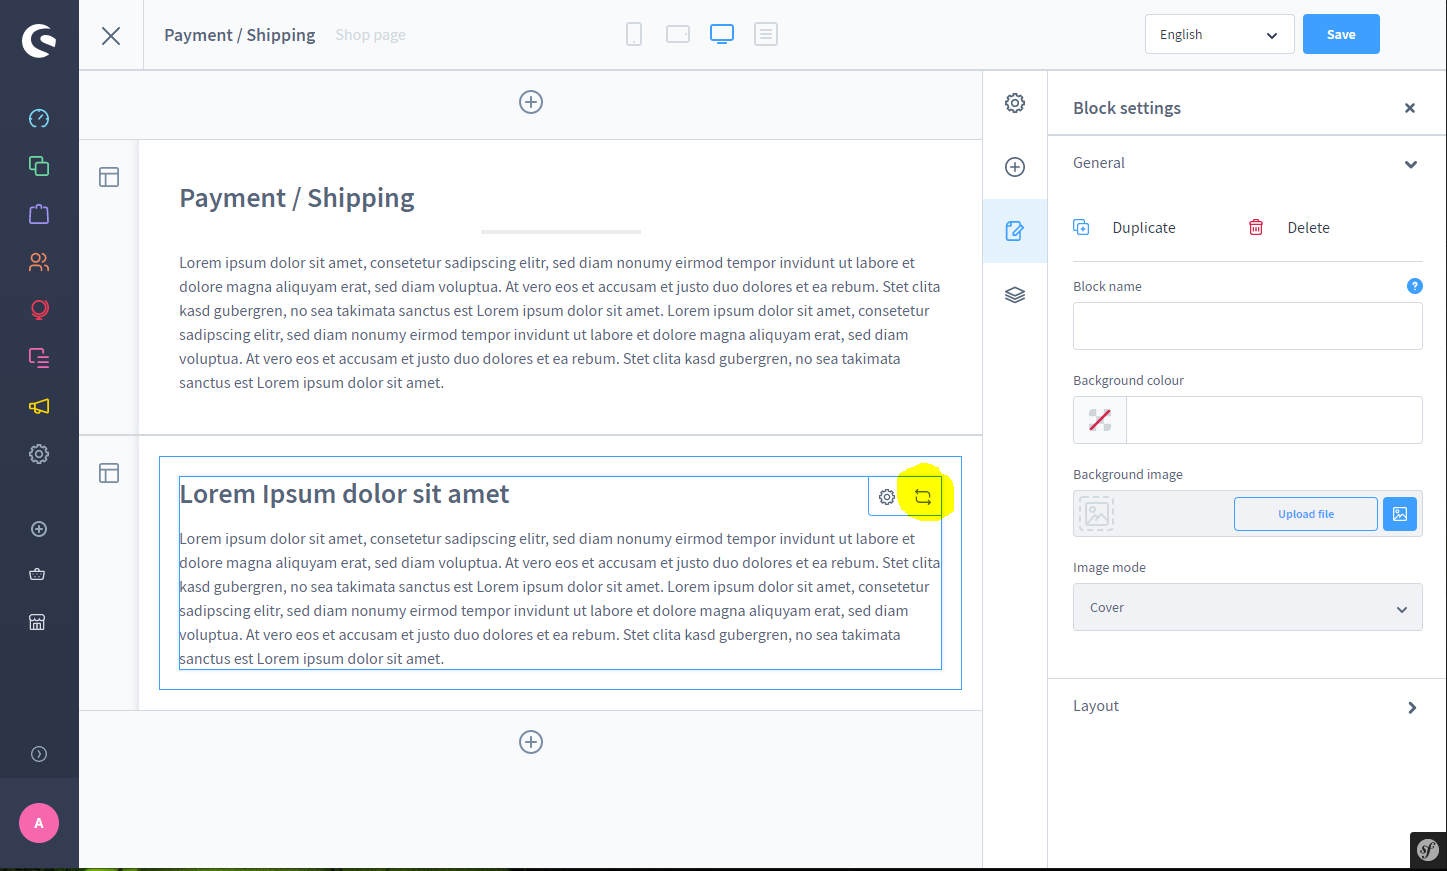 Payment / Shipping Shop page
English
Save
Payment / Shipping
Lorem ipsum dolor sit amet, consetetur sadipscing elitr, sed diam nonumy eirmod tempor invidunt ut labore et
dolore magna aliquyam erat, sed diam voluptua. At vero eos et accusam et justo duo dolores et ea rebum. Stet clita
kasd gubergren, no sea takimata sanctus est Lorem ipsum dolor sit amet. Lorem ipsum dolor sit amet, consetetur
sadipscing elitr, sed diam nonumy eirmod tempor invidunt ut labore et dolore magna aliquyam erat, sed diam
voluptua. At vero eos et accusam et justo duo dolores et ea rebum. Stet clita kasd gubergren, no sea takimata
sanctus est Lorem ipsum dolor sit amet.
Lorem Ipsum dolor sit amet
Lorem ipsum dolor sit amet, consetetur sadipscing elitr, sed diam nonumy eirmod tempor invidunt ut labore et
dolore magna aliquyam erat, sed diam voluptua. At vero eos et accusam et justo duo dolores et ea rebum. Stet clita
kasd gubergren, no sea takimata sanctus est Lorem ipsum dolor sit amet. Lorem ipsum dolor sit amet, consetetur
sadipscing elitr, sed diam nonumy eirmod tempor invidunt ut labore et dolore magna aliquyam erat, sed diam
voluptua. At vero eos et accusam et justo duo dolores et ea rebum. Stet clita kasd gubergren, no sea takimata
sanctus est Lorem ipsum dolor sit amet.
Block settings
General
Duplicate
Delete
Block name
?
Background colour
Background image
Upload file
Image mode
Cover
Layout
A
sf